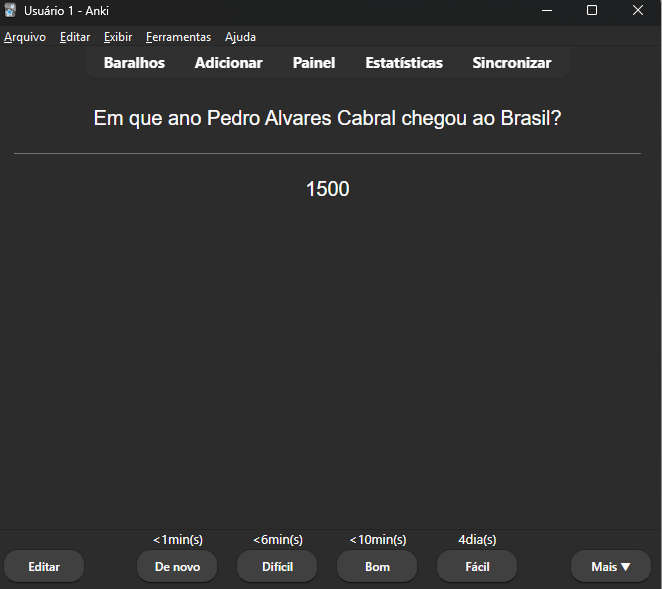 Usuário 1 - Anki
Arquivo Editar Exibir Ferramentas Ajuda
Baralhos Adicionar Painel Estatísticas Sincronizar
Em que ano Pedro Alvares Cabral chegou ao Brasil?
1500
<1min(s) <6min(s) <10min(s) 4dia(s)
Editar De novo Difícil Bom Fácil Mais ▼